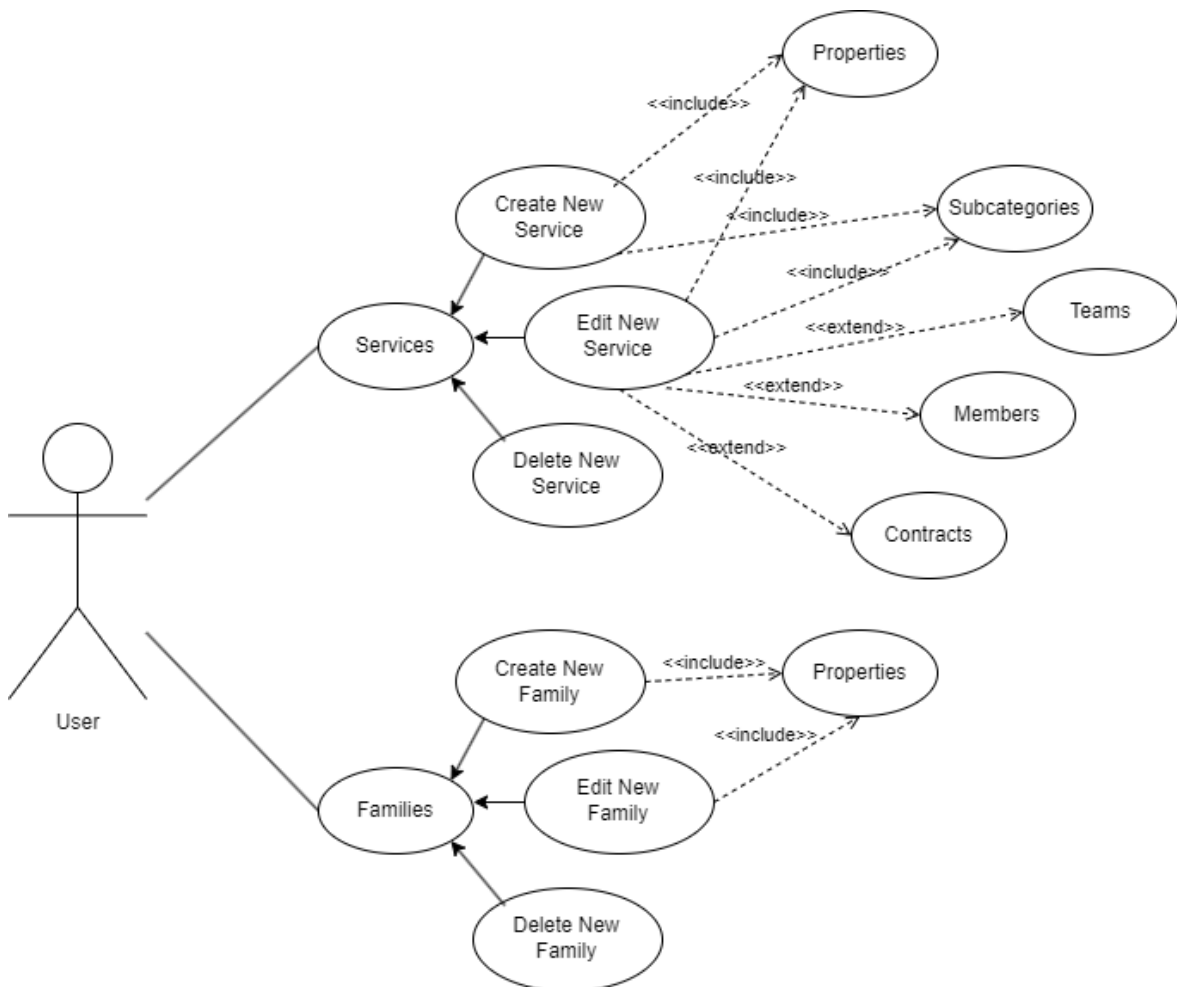 Properties
<<include>>
<<include>>
Create New
Service
<<include>>
Subcategories
<<include>>
Services
Edit New
Service
<<extend>>
Teams
<<extend>>
Members
<<extend>>
Delete New
Service
Contracts
User
Create New
Family
<<include>>
Properties
<<include>>
Families
Edit New
Family
Delete New
Family